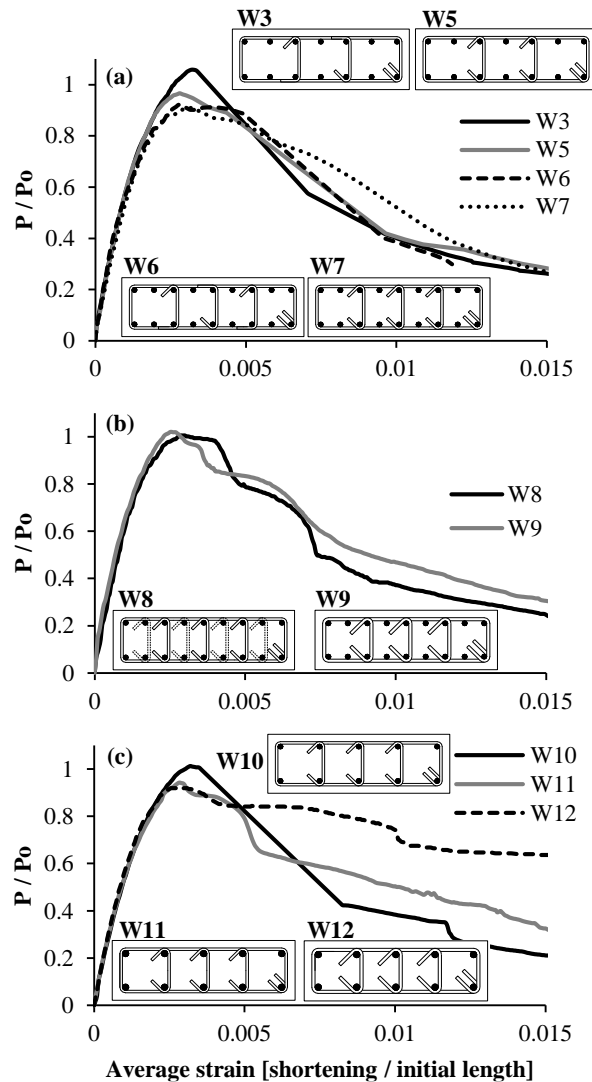 W3 W5
(a)
1
0.8
0.6
0.4
0.2
0
P / Po
W3
W5
W6
W7
W6 W7
0 0.005 0.01 0.015
(b)
1
0.8
0.6
0.4
0.2
0
P / Po
W8
W9
W8 W9
0 0.005 0.01 0.015
(c)
1
0.8
0.6
0.4
0.2
0
P / Po
W10
W10
W11
W12
W11 W12
0 0.005 0.01 0.015
Average strain [shortening / initial length]